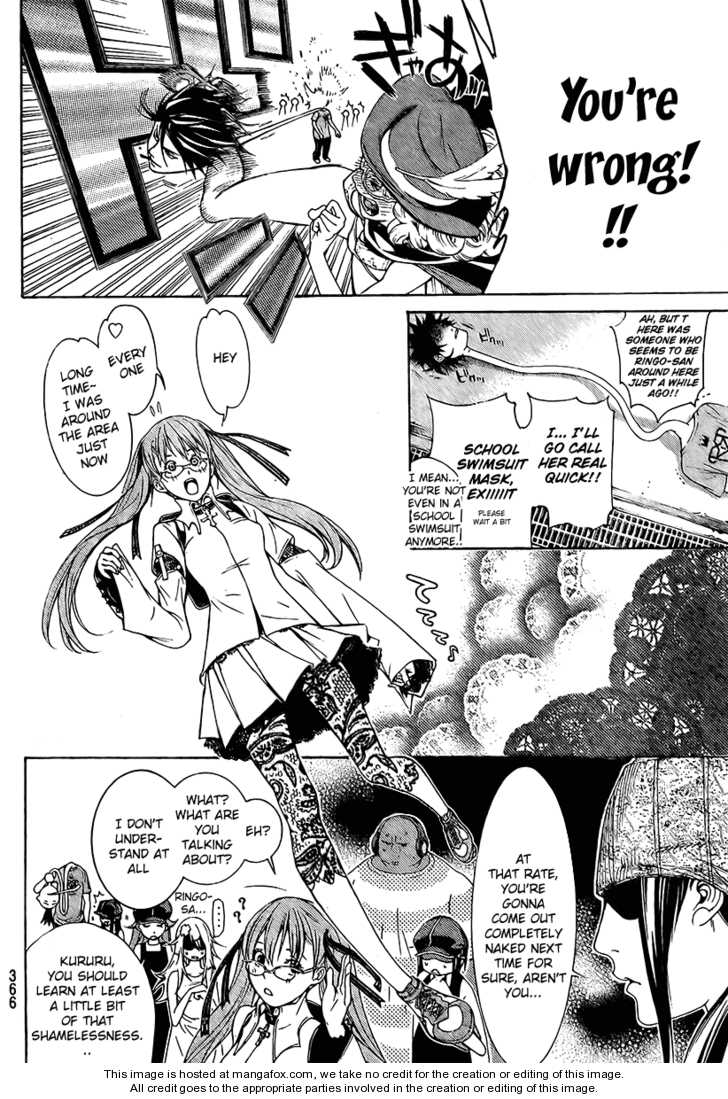 You're
wrong!
!!
ぎゃあ
AH, BUT T
HERE WAS
SOMEONE WHO
SEEMS TO BE
RINGO-SAN
AROUND HERE
JUST A WHILE
AGO!!
I... I'LL
GO CALL
HER REAL
QUICK!!
PLEASE
WAIT A BIT
SCHOOL
SWIMSUIT
MASK,
EXIIIIIT
I MEAN...
YOU'RE NOT
EVEN IN A
[SCHOOL
SWIMSUIT
ANYMORE..
HEY
EVERY
ONE
♡
LONG
TIME~
I WAS
AROUND
THE AREA
JUST
NOW
AT
THAT RATE,
YOU'RE
GONNA
COME OUT
COMPLETELY
NAKED NEXT
TIME FOR
SURE, AREN'T
YOU...
EH?
WHAT?
WHAT ARE
YOU
TALKING
ABOUT?
I DON'T
UNDER-
STAND AT
ALL
RINGO-
SA...
...
???
KURURU,
YOU SHOULD
LEARN AT LEAST
A LITTLE BIT
OF THAT
SHAMELESSNESS.
..
366
This image is hosted at mangafox.com, we take no credit for the creation or editing of this image.
All credit goes to the appropriate parties involved in the creation or editing of this image.